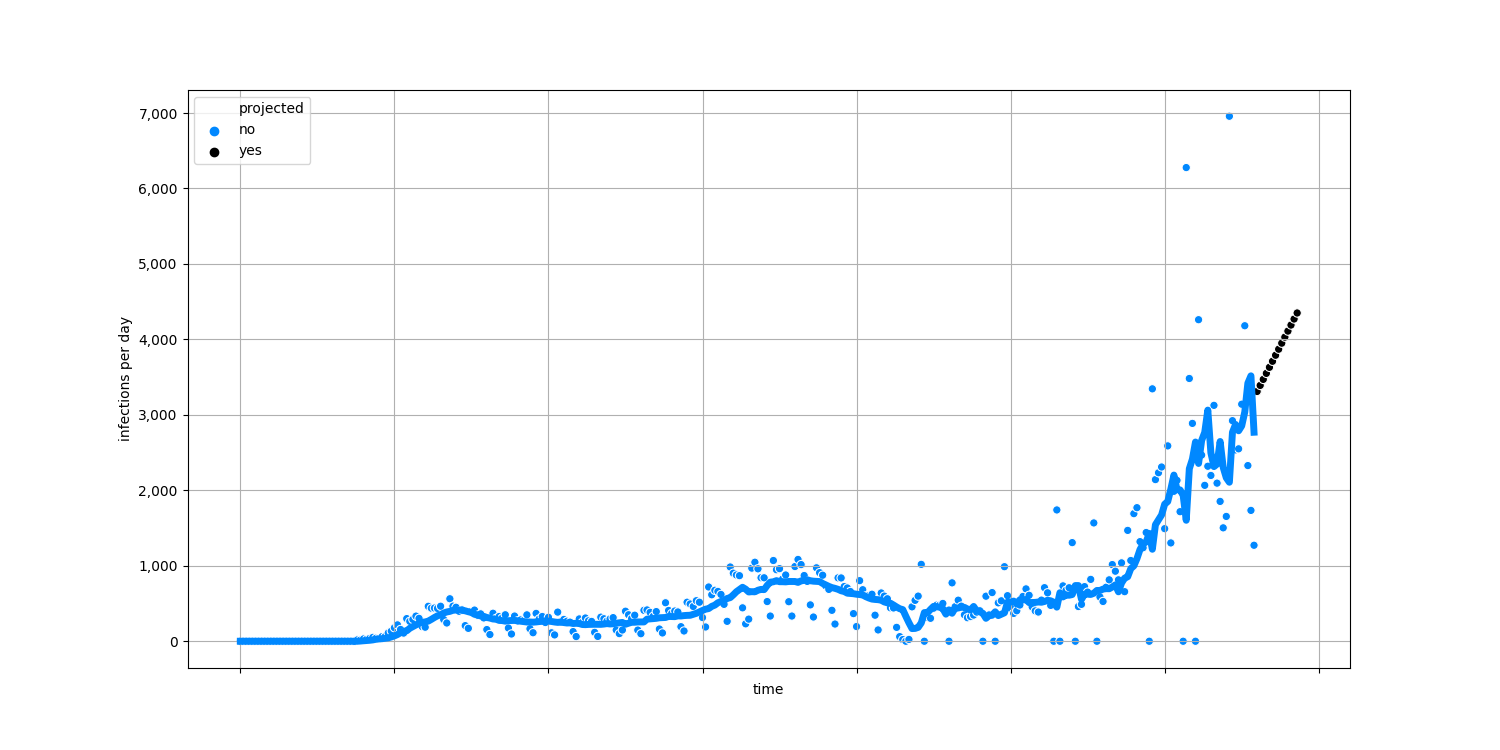 projected
no
yes
7,000
6,000
5,000
4,000
3,000
2,000
1,000
0
infections per day
time